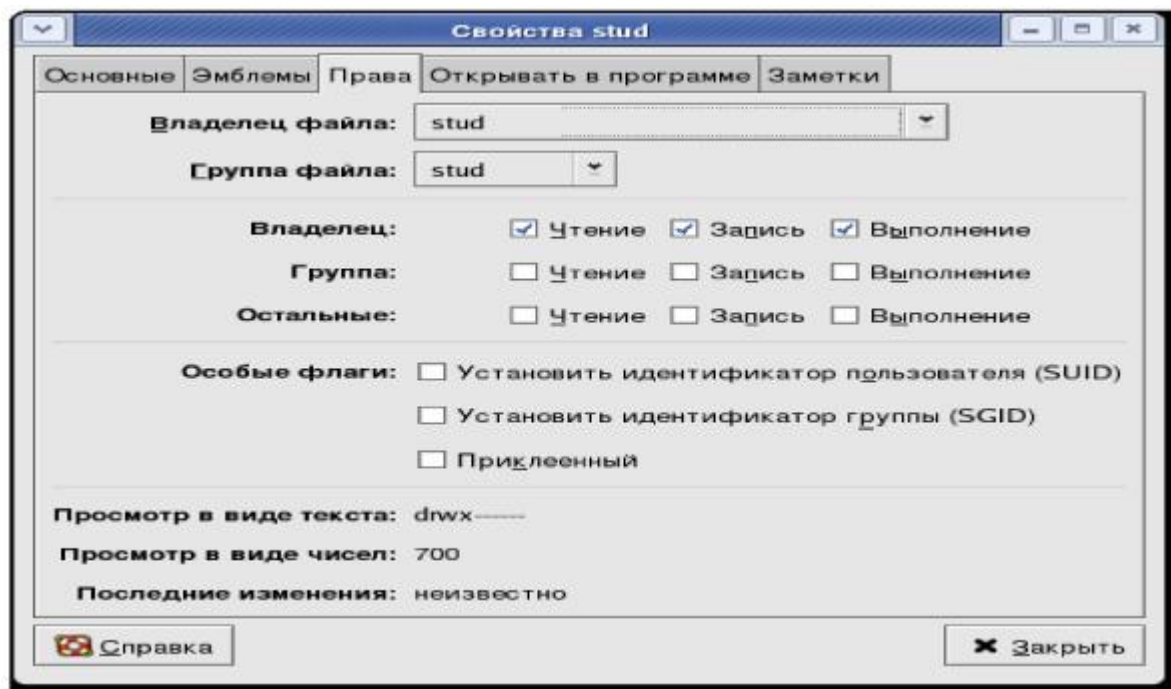 Свойства stud
Основные Эмблемы Права Открывать в программе Заметки
Владелец файла: stud
Группа файла: stud
Владелец: Чтение Запись Выполнение
Группа: Чтение Запись Выполнение
Остальные: Чтение Запись Выполнение
Особые флаги: Установить идентификатор пользователя (SUID)
Установить идентификатор группы (SGID)
Приклеенный
Просмотр в виде текста: drwx------
Просмотр в виде чисел: 700
Последние изменения: неизвестно
Справка Закрыть